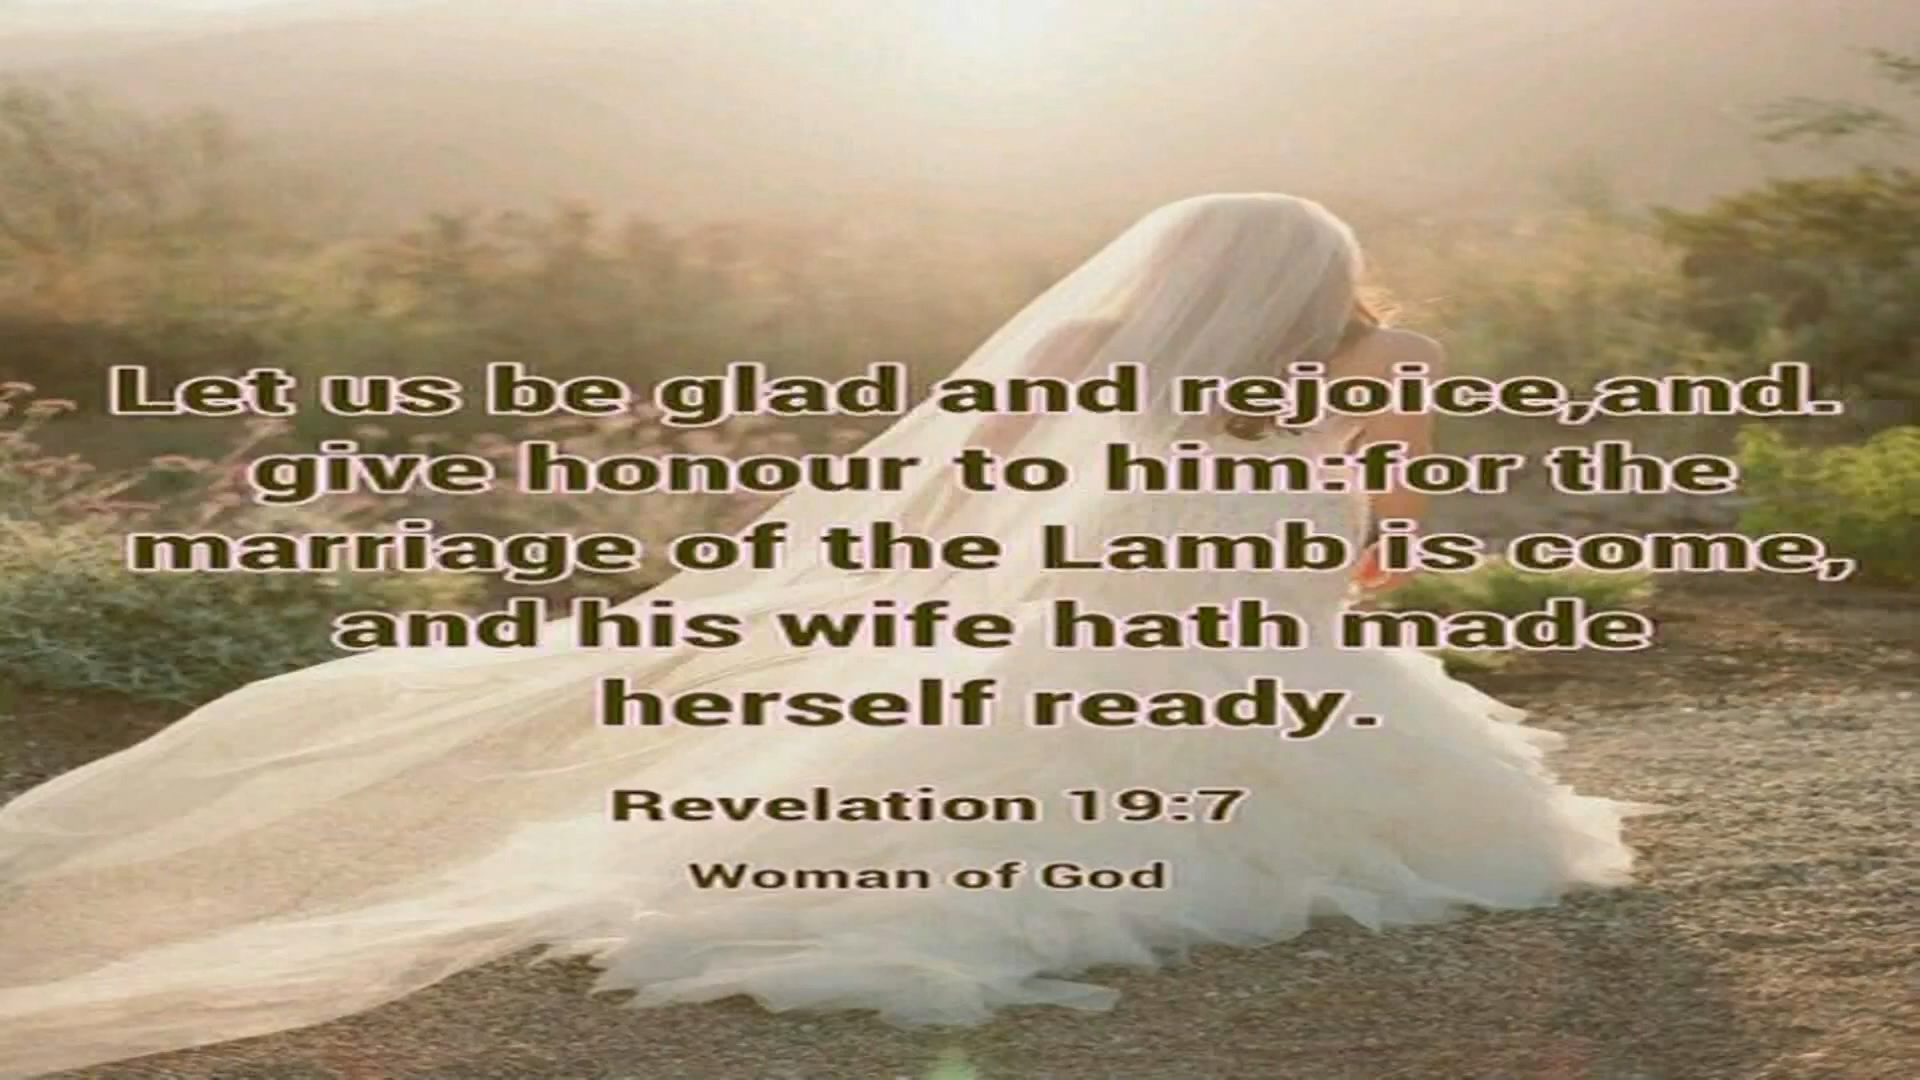 Let us be glad and rejoice,and.
give honour to him:for the
marriage of the Lamb is come,
and his wife hath made
herself ready.
Revelation 19:7
Woman of God